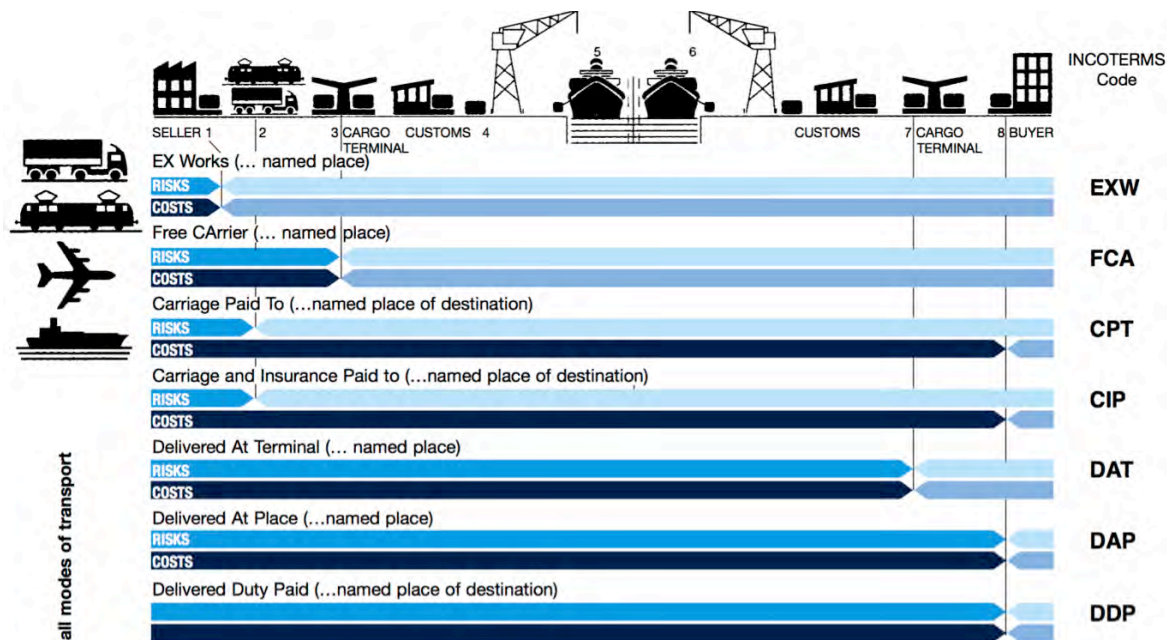 5 6
INCOTERMS
Code
SELLER 1 2 3 CARGO CUSTOMS 4 CUSTOMS 7 CARGO 8 BUYER
TERMINAL TERMINAL
EX Works (... named place)
RISKS
EXW
COSTS
Free CArrier (... named place)
RISKS
FCA
COSTS
Carriage Paid To (...named place of destination)
RISKS
CPT
COSTS
Carriage and Insurance Paid to (...named place of destination)
RISKS
CIP
COSTS
Delivered At Terminal (... named place)
RISKS
DAT
COSTS
Delivered At Place (...named place)
RISKS
DAP
COSTS
Delivered Duty Paid (...named place of destination)
DDP
all modes of transport